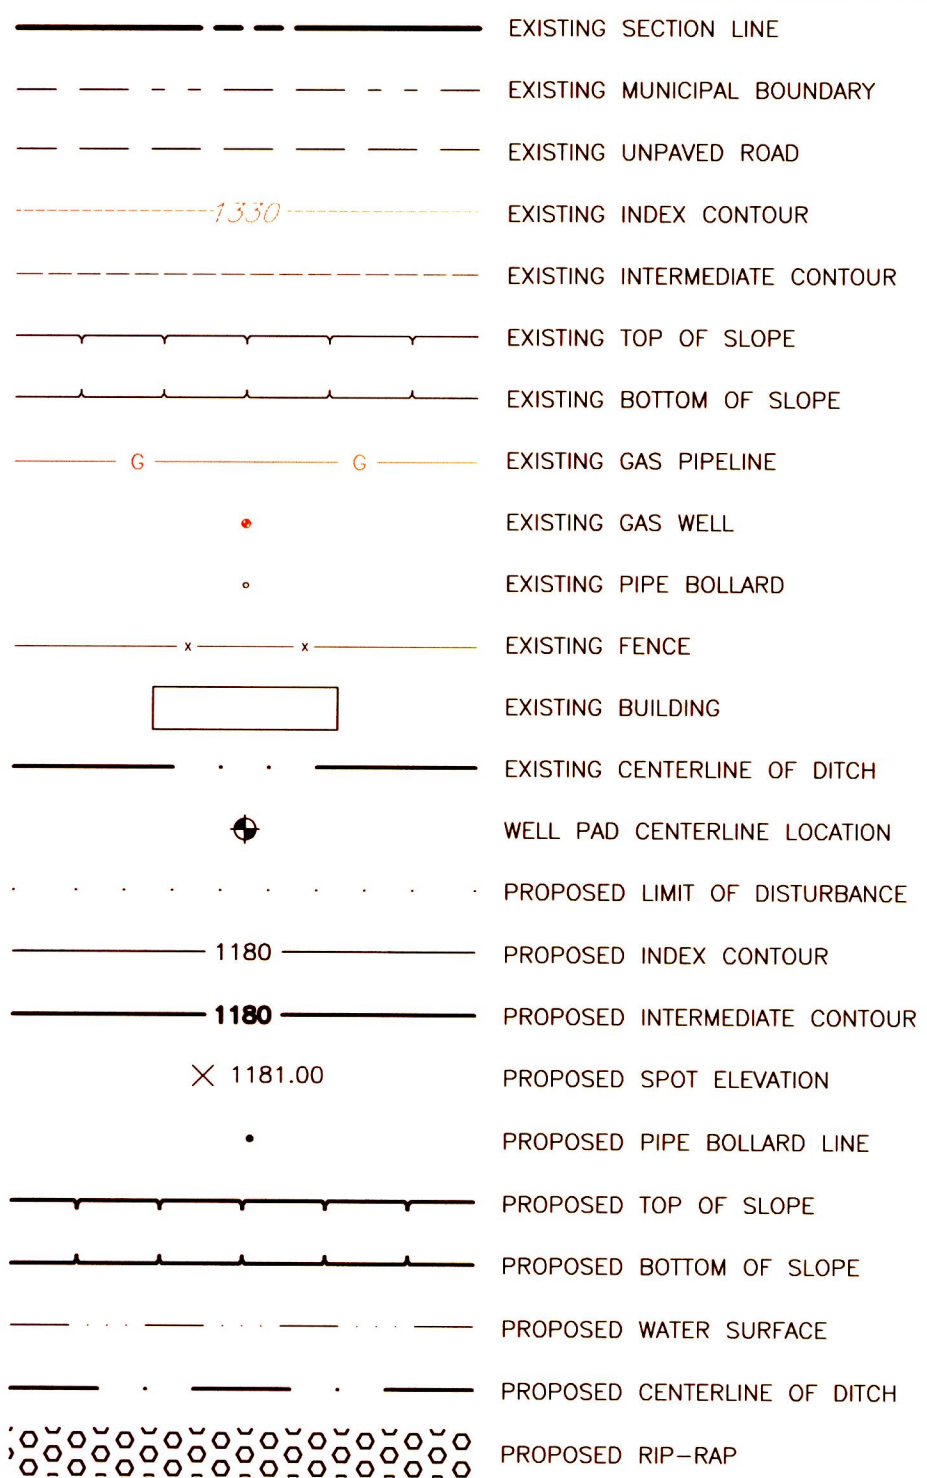 EXISTING SECTION LINE
EXISTING MUNICIPAL BOUNDARY
EXISTING UNPAVED ROAD
1330 EXISTING INDEX CONTOUR
EXISTING INTERMEDIATE CONTOUR
EXISTING TOP OF SLOPE
EXISTING BOTTOM OF SLOPE
G G EXISTING GAS PIPELINE
EXISTING GAS WELL
EXISTING PIPE BOLLARD
x x EXISTING FENCE
EXISTING BUILDING
EXISTING CENTERLINE OF DITCH
WELL PAD CENTERLINE LOCATION
PROPOSED LIMIT OF DISTURBANCE
1180 PROPOSED INDEX CONTOUR
1180 PROPOSED INTERMEDIATE CONTOUR
1181.00 PROPOSED SPOT ELEVATION
PROPOSED PIPE BOLLARD LINE
PROPOSED TOP OF SLOPE
PROPOSED BOTTOM OF SLOPE
PROPOSED WATER SURFACE
PROPOSED CENTERLINE OF DITCH
PROPOSED RIP-RAP